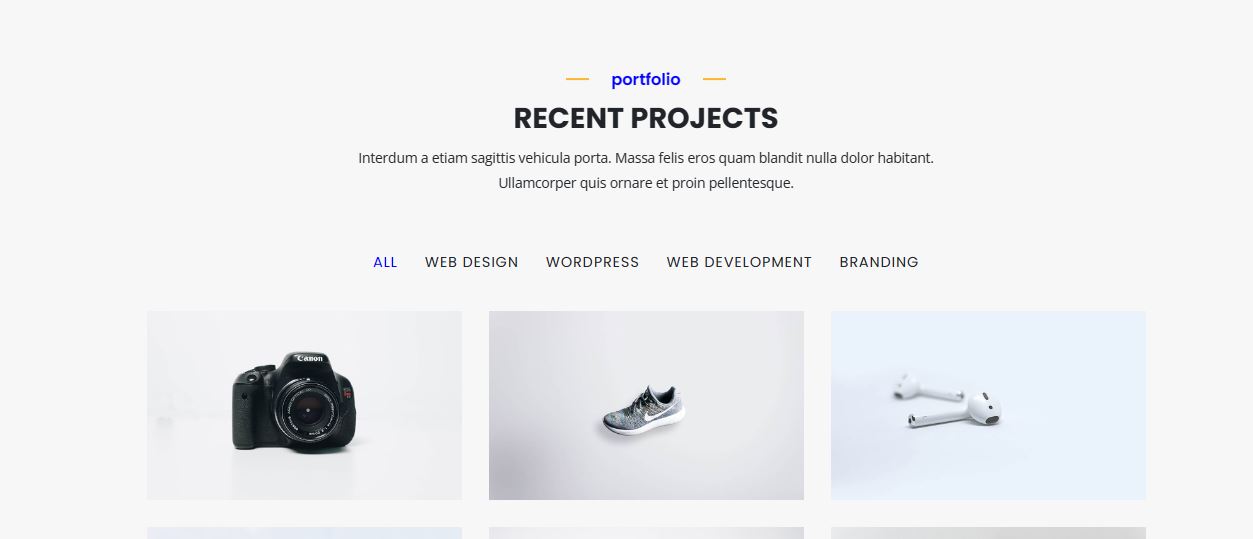 portfolio
RECENT PROJECTS
Interdum a etiam sagittis vehicula porta. Massa felis eros quam blandit nulla dolor habitant.
Ullamcorper quis ornare et proin pellentesque.
ALL WEB DESIGN WORDPRESS WEB DEVELOPMENT BRANDING
Canon